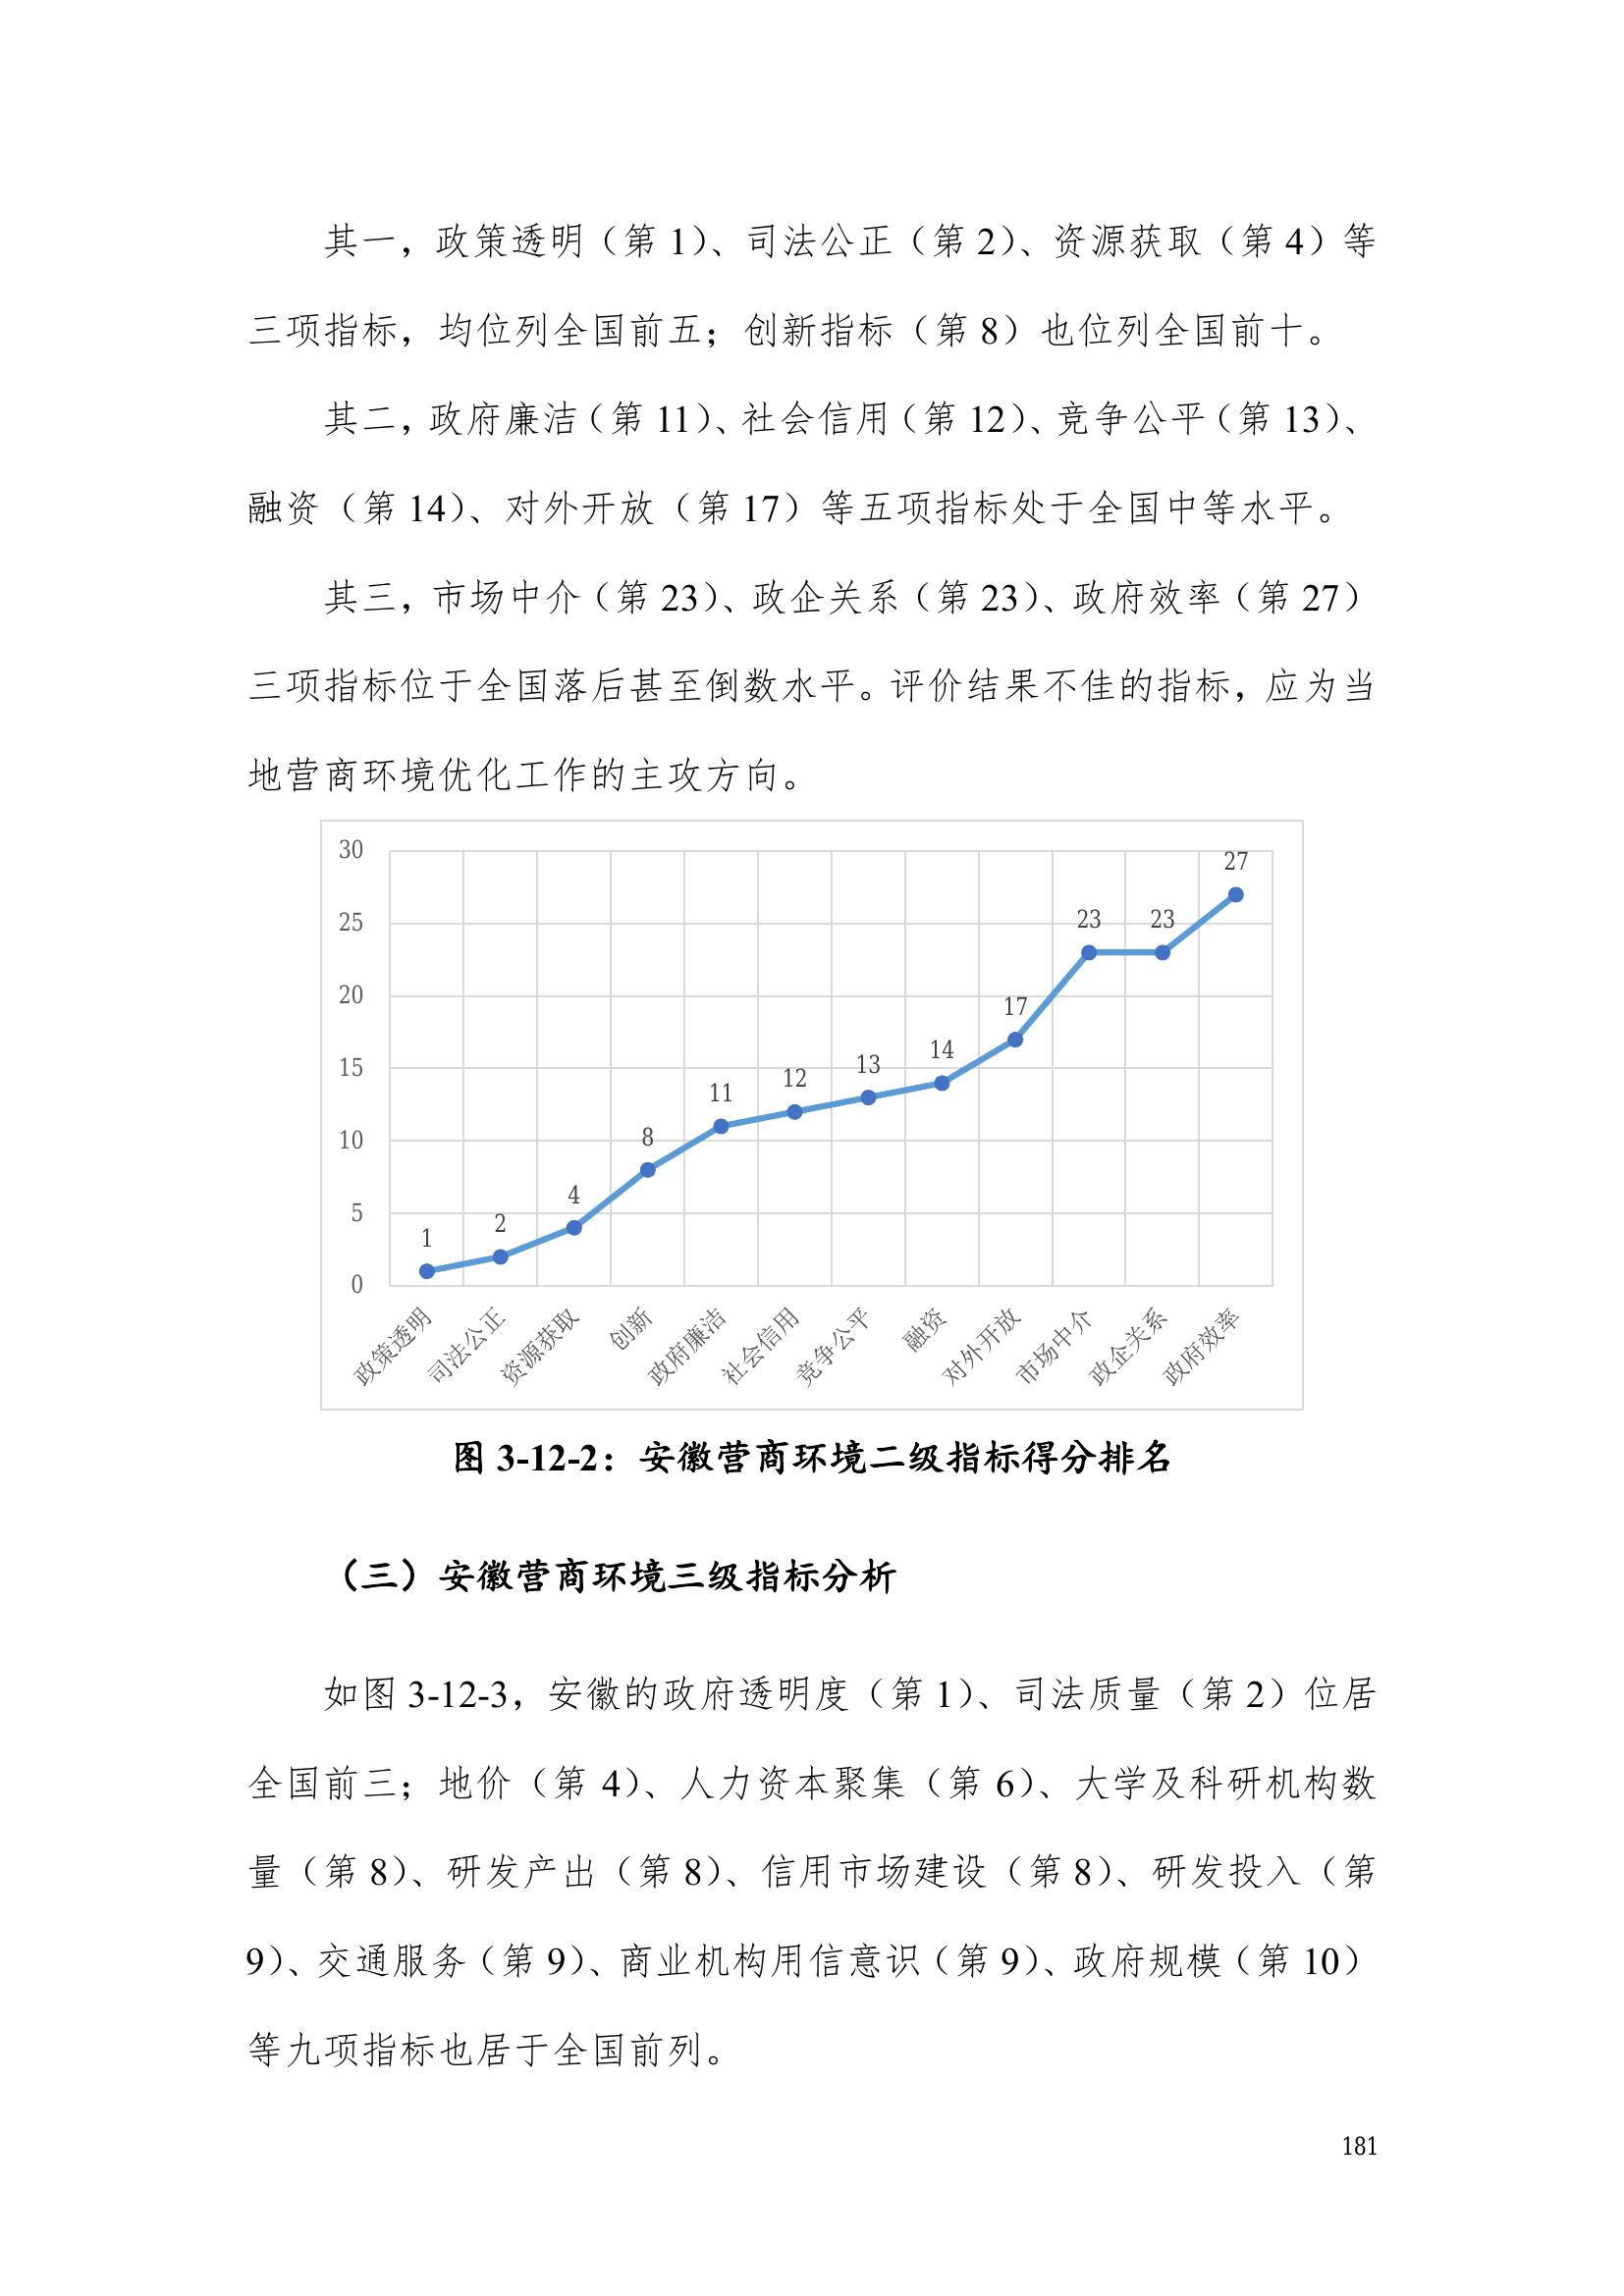 其一，政策透明（第 1）、司法公正（第 2）、资源获取（第 4）等
三项指标，均位列全国前五；创新指标（第 8）也位列全国前十。
其二，政府廉洁（第 11）、社会信用（第 12）、竞争公平（第 13）、
融资（第 14）、对外开放（第 17）等五项指标处于全国中等水平。
其三，市场中介（第 23）、政企关系（第 23）、政府效率（第 27）
三项指标位于全国落后甚至倒数水平。评价结果不佳的指标，应为当
地营商环境优化工作的主攻方向。
30
25
20
15
10
5
0
1
2
4
8
11
12
13
14
17
23
23
27
政策透明
司法公正
资源获取
创新
政府廉洁
社会信用
竞争公平
融资
对外开放
市场中介
政企关系
政府效率
图 3-12-2：安徽营商环境二级指标得分排名
（三）安徽营商环境三级指标分析
如图 3-12-3，安徽的政府透明度（第 1）、司法质量（第 2）位居
全国前三；地价（第 4）、人力资本聚集（第 6）、大学及科研机构数
量（第 8）、研发产出（第 8）、信用市场建设（第 8）、研发投入（第
9）、交通服务（第 9）、商业机构用信意识（第 9）、政府规模（第 10）
等九项指标也居于全国前列。
181